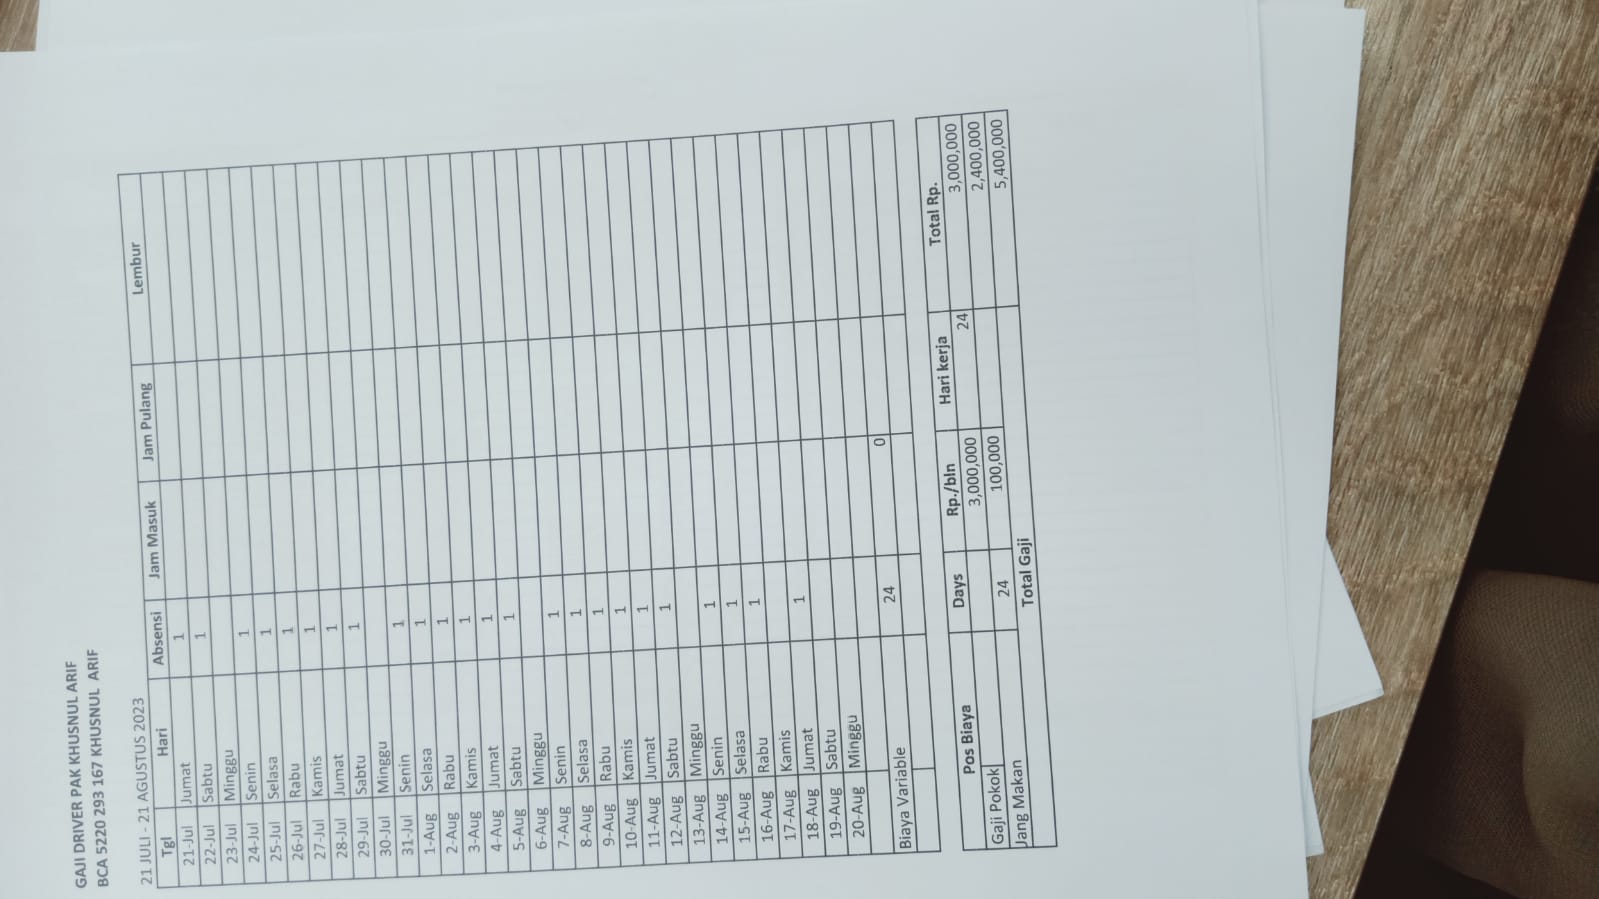 GAJI DRIVER PAK KHUSNUL ARIF
BCA 5220 293 167 KHUSNUL ARIF
21 JULI - 21 AGUSTUS 2023
Tgl Hari Absensi Jam Masuk Jam Pulang Lembur
21-Jul Jumat 1
22-Jul Sabtu 1
23-Jul Minggu
24-Jul Senin 1
25-Jul Selasa 1
26-Jul Rabu 1
27-Jul Kamis 1
28-Jul Jumat 1
29-Jul Sabtu 1
30-Jul Minggu
31-Jul Senin 1
1-Aug Selasa 1
2-Aug Rabu 1
3-Aug Kamis 1
4-Aug Jumat 1
5-Aug Sabtu 1
6-Aug Minggu
7-Aug Senin 1
8-Aug Selasa 1
9-Aug Rabu 1
10-Aug Kamis 1
11-Aug Jumat 1
12-Aug Sabtu 1
13-Aug Minggu
14-Aug Senin 1
15-Aug Selasa 1
16-Aug Rabu 1
17-Aug Kamis
18-Aug Jumat 1
19-Aug Sabtu
20-Aug Minggu
24 0
Biaya Variable
Pos Biaya Days Rp./bln Hari kerja Total Rp.
Gaji Pokok 3,000,000 24 3,000,000
Jang Makan 24 100,000 2,400,000
Total Gaji 5,400,000